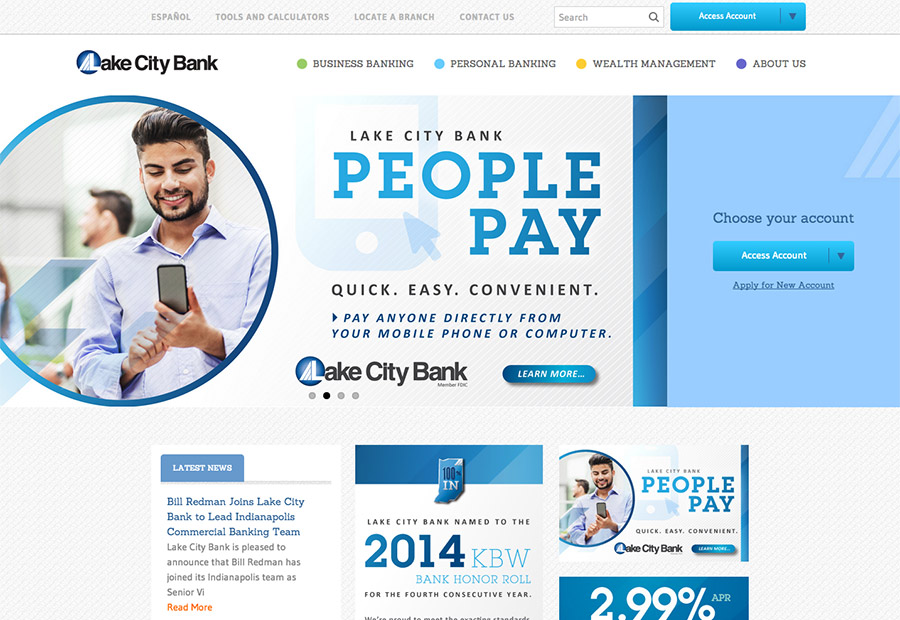 ESPAÑOL TOOLS AND CALCULATORS LOCATE A BRANCH CONTACT US Search Access Account
Lake City Bank BUSINESS BANKING PERSONAL BANKING WEALTH MANAGEMENT ABOUT US
LAKE CITY BANK
PEOPLE
PAY
QUICK. EASY. CONVENIENT.
PAY ANYONE DIRECTLY FROM
YOUR MOBILE PHONE OR COMPUTER.
Lake City Bank
Member FDIC
LEARN MORE...
Choose your account
Access Account
Apply for New Account
LATEST NEWS
Bill Redman Joins Lake City
Bank to Lead Indianapolis
Commercial Banking Team
Lake City Bank is pleased to
announce that Bill Redman has
joined its Indianapolis team as
Senior Vi
Read More
100%
IN
LAKE CITY BANK NAMED TO THE
2014 KBW
BANK HONOR ROLL
FOR THE FOURTH CONSECUTIVE YEAR.
We're proud to meet the exacting standards
LAKE CITY BANK
PEOPLE
PAY
QUICK. EASY. CONVENIENT.
Lake City Bank
LEARN MORE...
2.99% APR